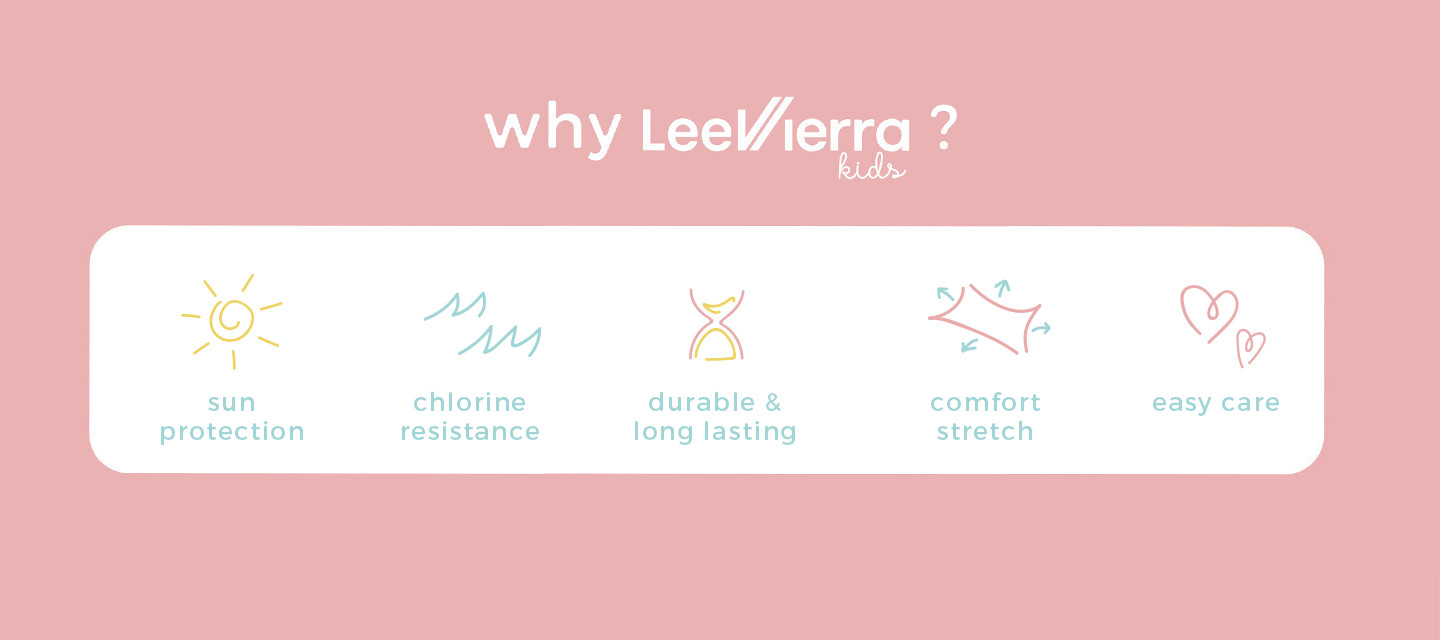 why LeeVierra ?
kids
sun
protection
chlorine
resistance
durable &
long lasting
comfort
stretch
easy care